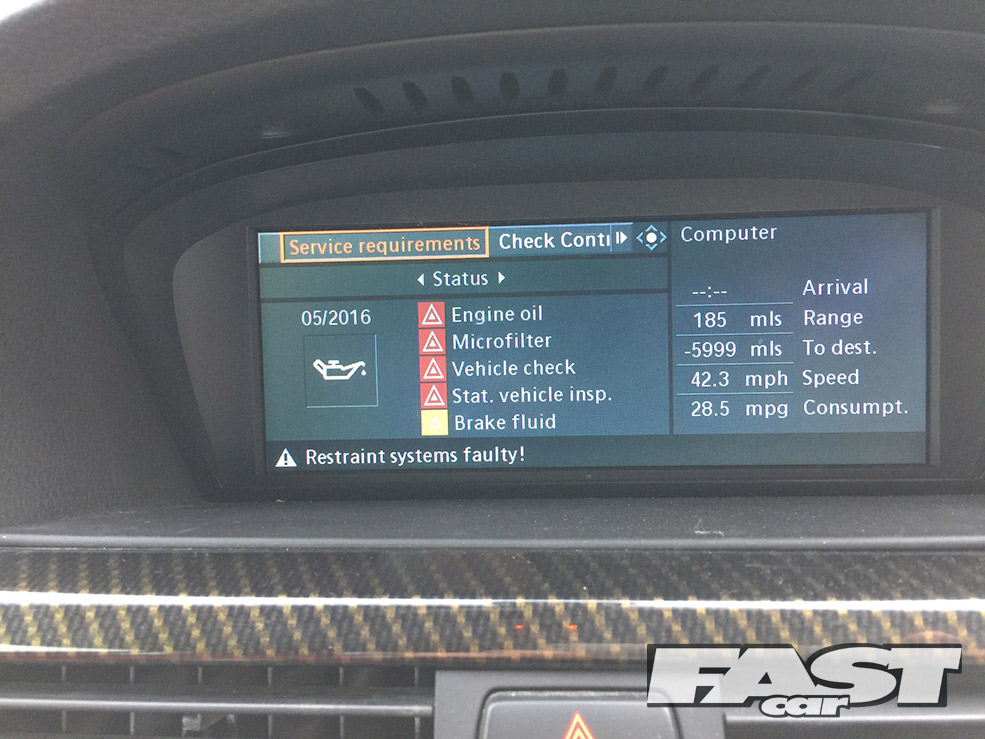 Service requirements Check Contr
Status
05/2016
Engine oil
Microfilter
Vehicle check
Stat. vehicle insp.
Brake fluid
Restraint systems faulty!
Computer
--:-- Arrival
185 mls Range
-5999 mls To dest.
42.3 mph Speed
28.5 mpg Consumpt.
FAST
car